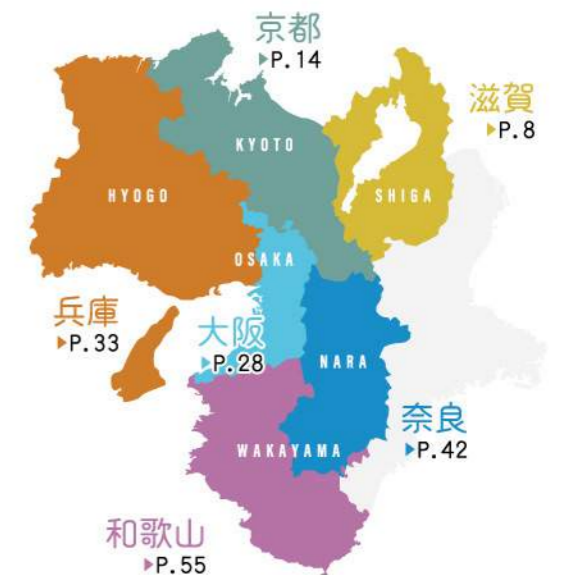 京都
▶P.14
滋賀
▶P.8
KYOTO
HYOGO
SHIGA
OSAKA
兵庫
▶P.33
大阪
▶P.28
NARA
奈良
▶P.42
WAKAYAMA
和歌山
▶P.55